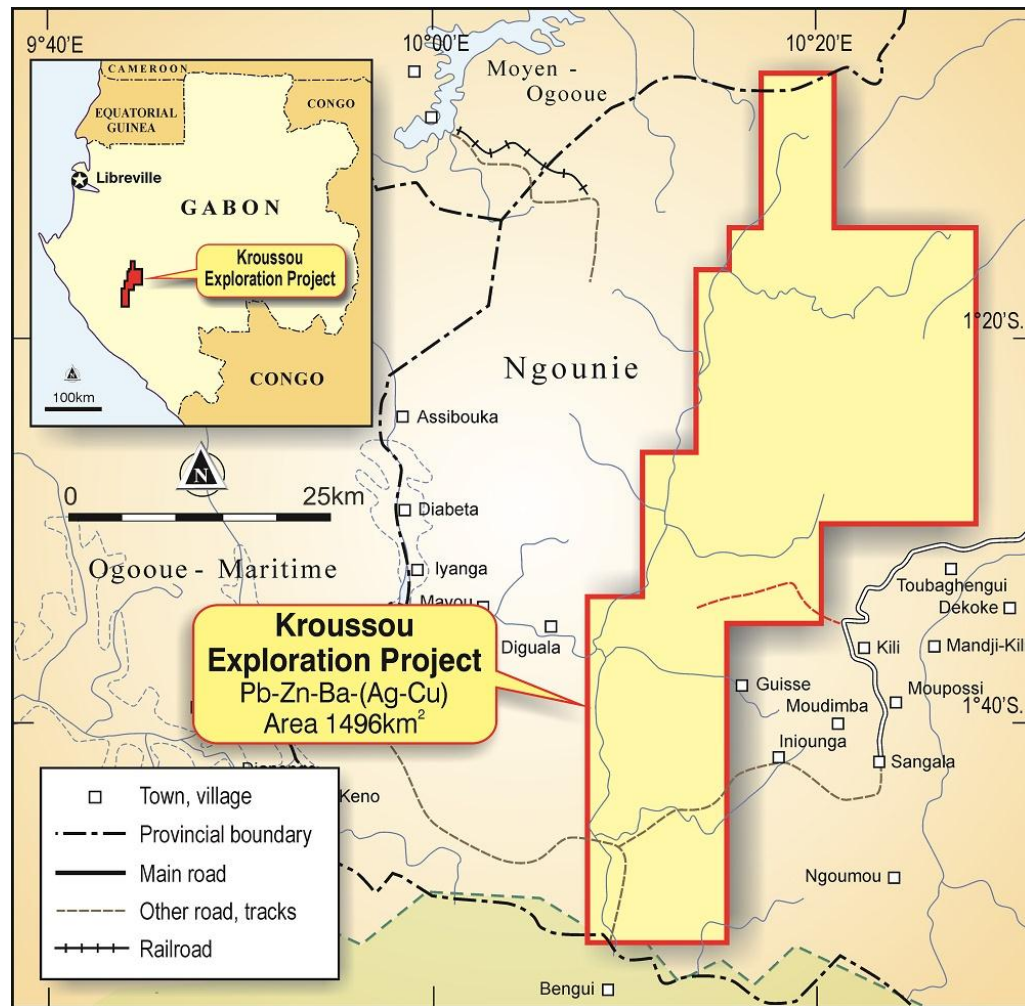 9°40'E
10°00'E
10°20'E
CAMEROON
EQUATORIAL
GUINEA
CONGO
Libreville
GABON
Kroussou
Exploration Project
CONGO
N
100km
Moyen -
Ogooue
Ngounie
1°20'S.
Assibouka
N
0
25km
Diabeta
Ogooue - Maritime
Iyanga
Mayou
Diguala
Toubaghengui
Dekoke
Kili
Mandji-Kili
Kroussou
Exploration Project
Pb-Zn-Ba-(Ag-Cu)
Area 1496km²
Guisse
Moupossi
Moudimba
1°40'S.
Iniounga
Sangala
Keno
Ngoumou
Bengui
Town, village
Provincial boundary
Main road
Other road, tracks
Railroad